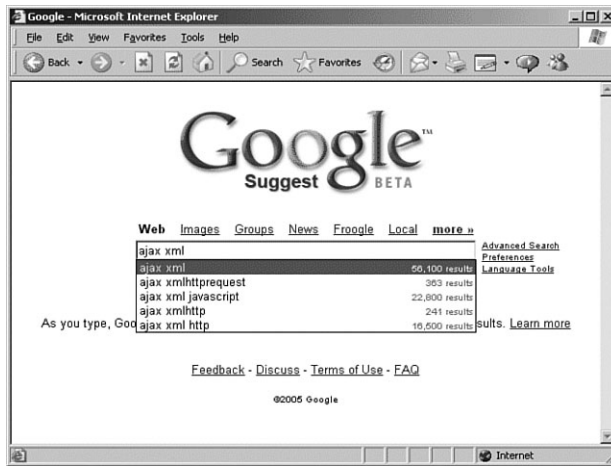 Google - Microsoft Internet Explorer
File Edit View Favorites Tools Help
Back Search Favorites
Google™
Suggest BETA
Web Images Groups News Froogle Local more »
ajax xml
Advanced Search
Preferences
Language Tools
ajax xml 56,100 results
ajax xmlhttprequest 363 results
ajax xml javascript 22,800 results
ajax xmlhttp 241 results
ajax xml http 16,500 results
As you type, Goo sults. Learn more
Feedback - Discuss - Terms of Use - FAQ
©2005 Google
Internet